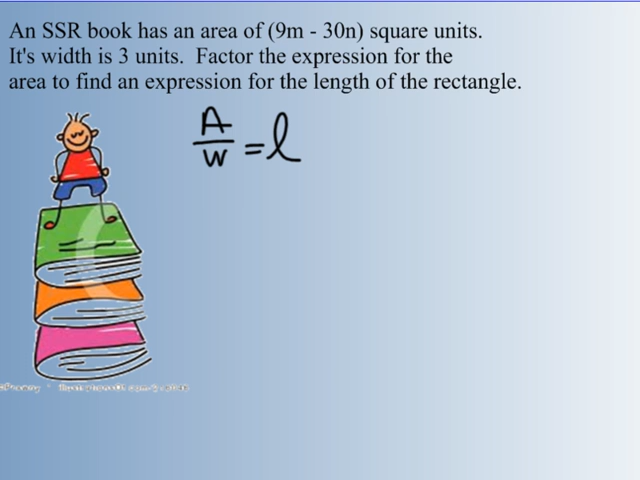 An SSR book has an area of (9m - 30n) square units.
It's width is 3 units.  Factor the expression for the
area to find an expression for the length of the rectangle.
A
w
=l